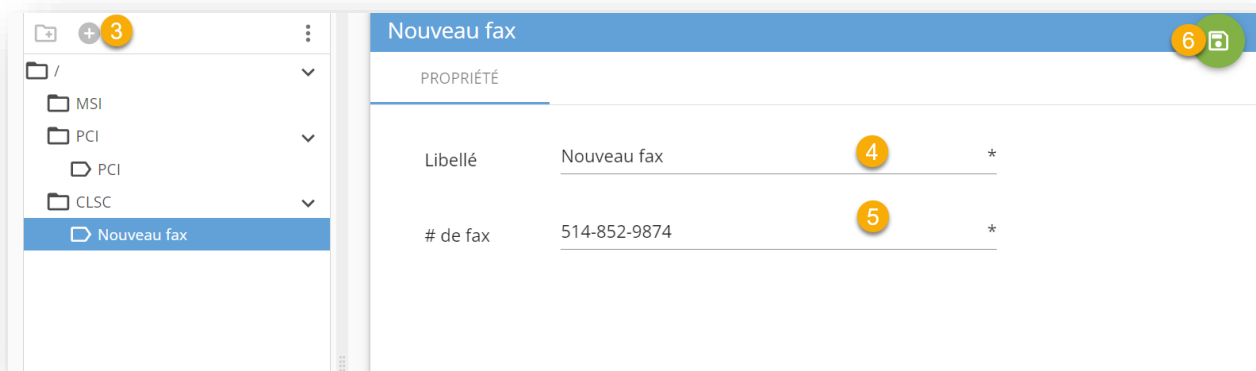 3
/
MSI
PCI
PCI
CLSC
Nouveau fax
Nouveau fax
6
PROPRIÉTÉ
Libellé Nouveau fax 4 *
# de fax 514-852-9874 5 *